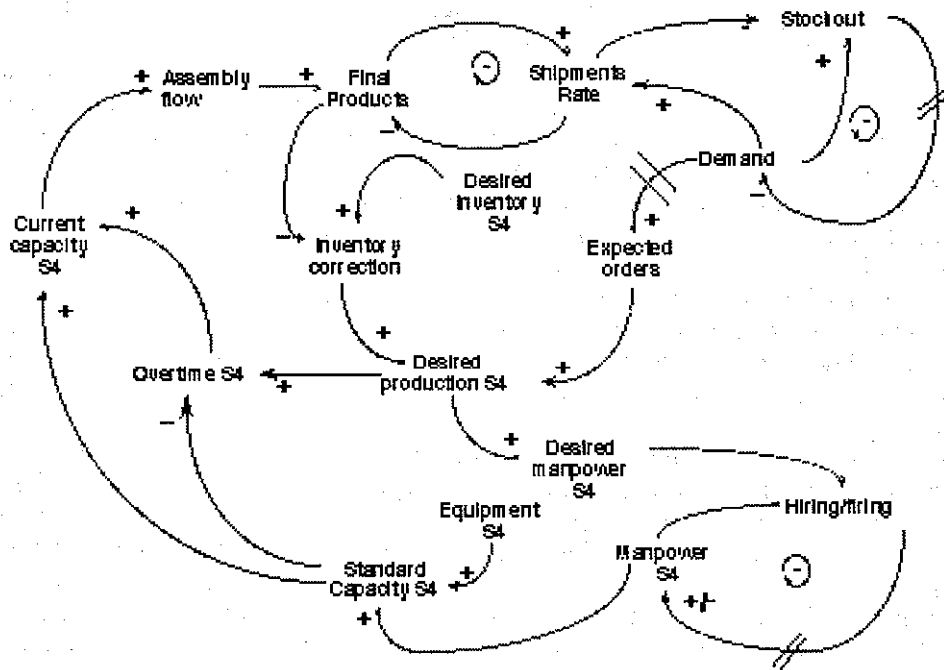 Stockout
+
-
+
+
Assembly
flow
+
Final
Products
-
Shipments
Rate
+
+
-
-
Demand
-
Desired
inventory
S4
+
-
Inventory
correction
+
Expected
orders
Current
capacity
S4
+
+
+
Desired
production S4
+
Overtime S4
+
-
+
Desired
manpower
S4
Equipment
S4
Hiring/firing
Manpower
S4
-
Standard
Capacity S4
+
+
+/-